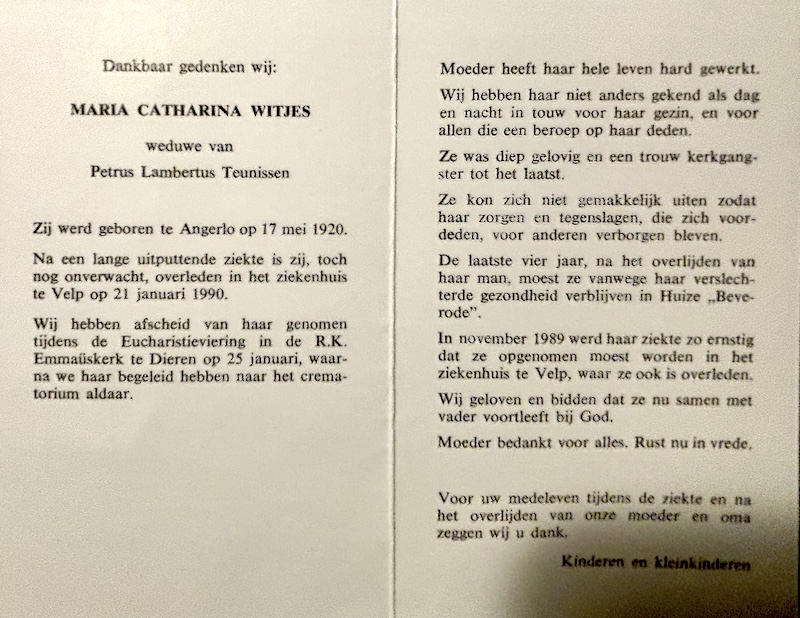 Dankbaar gedenken wij:
MARIA CATHARINA WITJES
weduwe van
Petrus Lambertus Teunissen
Zij werd geboren te Angerlo op 17 mei 1920.
Na een lange uitputtende ziekte is zij, toch
nog onverwacht, overleden in het ziekenhuis
te Velp op 21 januari 1990.
Wij hebben afscheid van haar genomen
tijdens de Eucharistieviering in de R.K.
Emmaüskerk te Dieren op 25 januari, waar-
na we haar begeleid hebben naar het crema-
torium aldaar.
Moeder heeft haar hele leven hard gewerkt.
Wij hebben haar niet anders gekend als dag
en nacht in touw voor haar gezin, en voor
allen die een beroep op haar deden.
Ze was diep gelovig en een trouw kerkgang-
ster tot het laatst.
Ze kon zich niet gemakkelijk uiten zodat
haar zorgen en tegenslagen, die zich voor-
deden, voor anderen verborgen bleven.
De laatste vier jaar, na het overlijden van
haar man, moest ze vanwege haar verslech-
terde gezondheid verblijven in Huize „Beve-
rode".
In november 1989 werd haar ziekte zo ernstig
dat ze opgenomen moest worden in het
ziekenhuis te Velp, waar ze ook is overleden.
Wij geloven en bidden dat ze nu samen met
vader voortleeft bij God.
Moeder bedankt voor alles. Rust nu in vrede.
Voor uw medeleven tijdens de ziekte en na
het overlijden van onze moeder en oma
zeggen wij u dank.
Kinderen en kleinkinderen